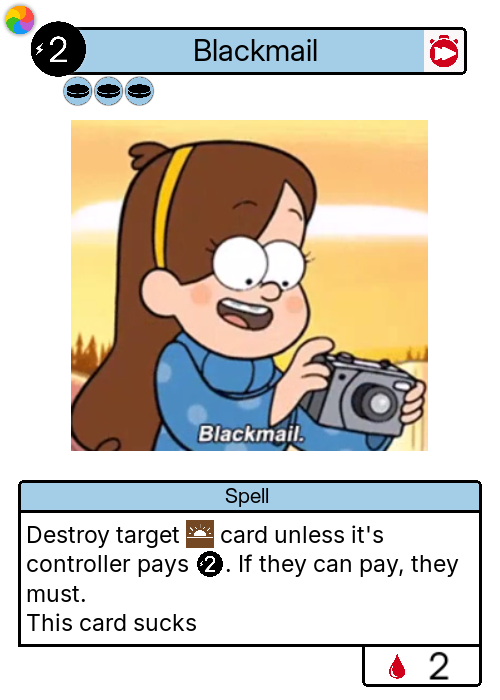 2 Blackmail
Blackmail.
Spell
Destroy target card unless it's
controller pays 2. If they can pay, they
must.
This card sucks
2